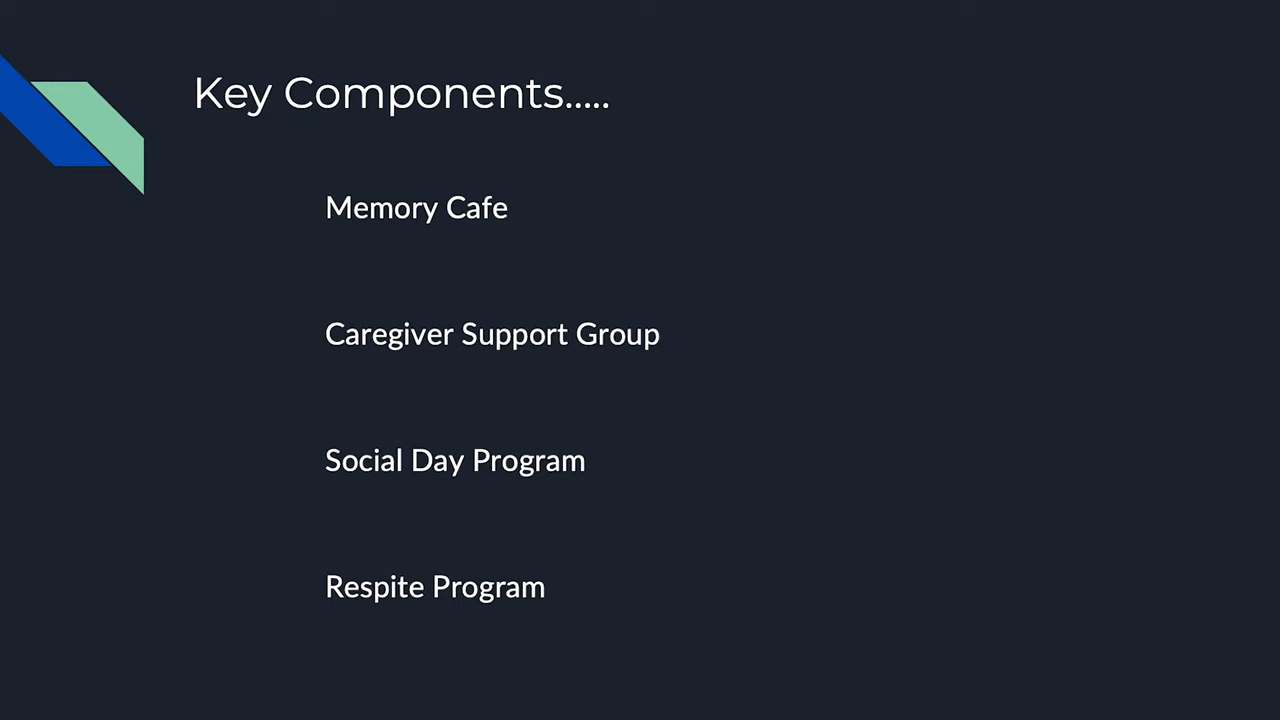 Key Components.....
Memory Cafe
Caregiver Support Group
Social Day Program
Respite Program